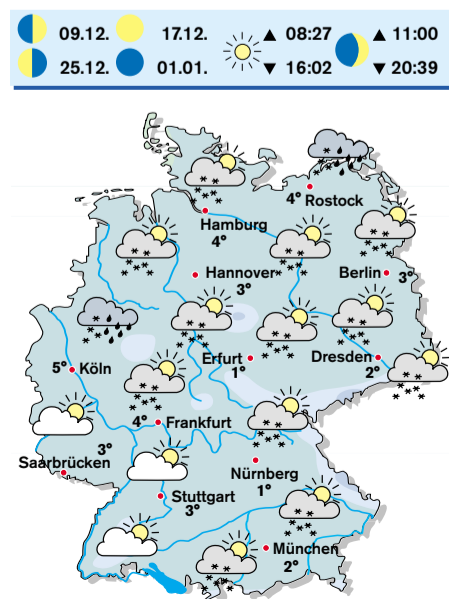 09.12. 17.12. ▲ 08:27 ▲ 11:00
25.12. 01.01. ▼ 16:02 ▼ 20:39
4° Rostock
Hamburg
4°
Hannover
3°
Berlin 3°
Erfurt
1°
Dresden
2°
5° Köln
4° Frankfurt
3°
Saarbrücken
Nürnberg
1°
Stuttgart
3°
München
2°